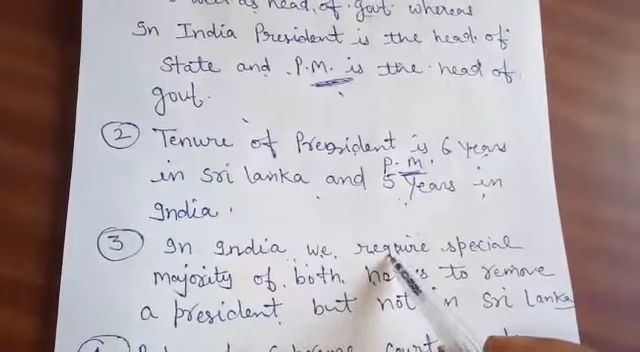 as head of govt whereas
In India President is the head of
State and P.M. is the head of
govt.
② Tenure of President is 6 years
P.M.
in Sri lanka and 5 Years in
India.
③ In India we require special
majority of both to remove
a president but not in Sri Lanka
court